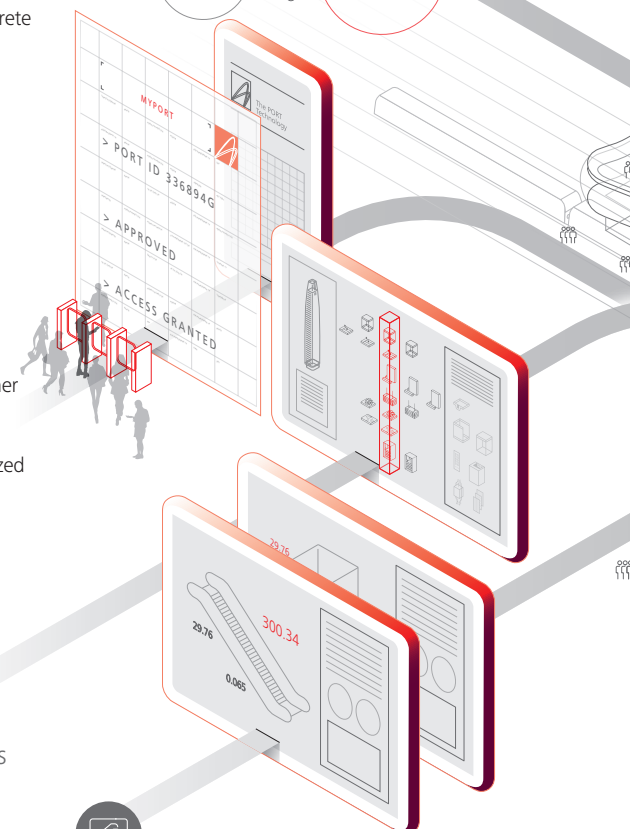 rete
MYPORT
> PORT ID 336894G
> APPROVED
> ACCESS GRANTED
The PORT
Technology
her
zed
29.76
300.34
29.76
0.065
S